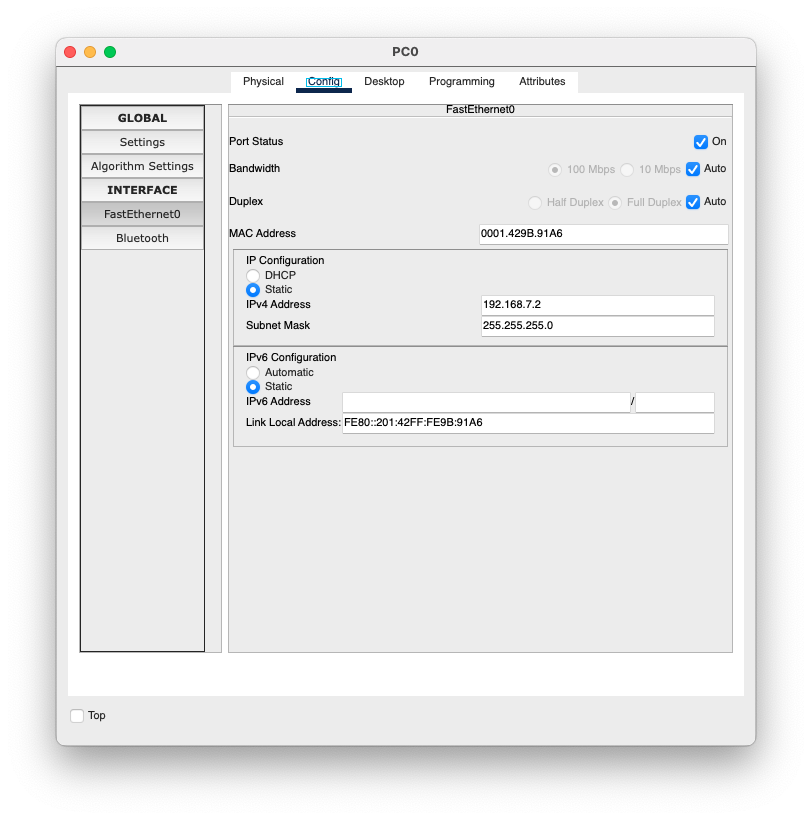 PC0
Physical Config Desktop Programming Attributes
GLOBAL
Settings
Algorithm Settings
INTERFACE
FastEthernet0
Bluetooth
FastEthernet0
Port Status On
Bandwidth 100 Mbps 10 Mbps Auto
Duplex Half Duplex Full Duplex Auto
MAC Address 0001.429B.91A6
IP Configuration
DHCP
Static
IPv4 Address 192.168.7.2
Subnet Mask 255.255.255.0
IPv6 Configuration
Automatic
Static
IPv6 Address /
Link Local Address: FE80::201:42FF:FE9B:91A6
Top